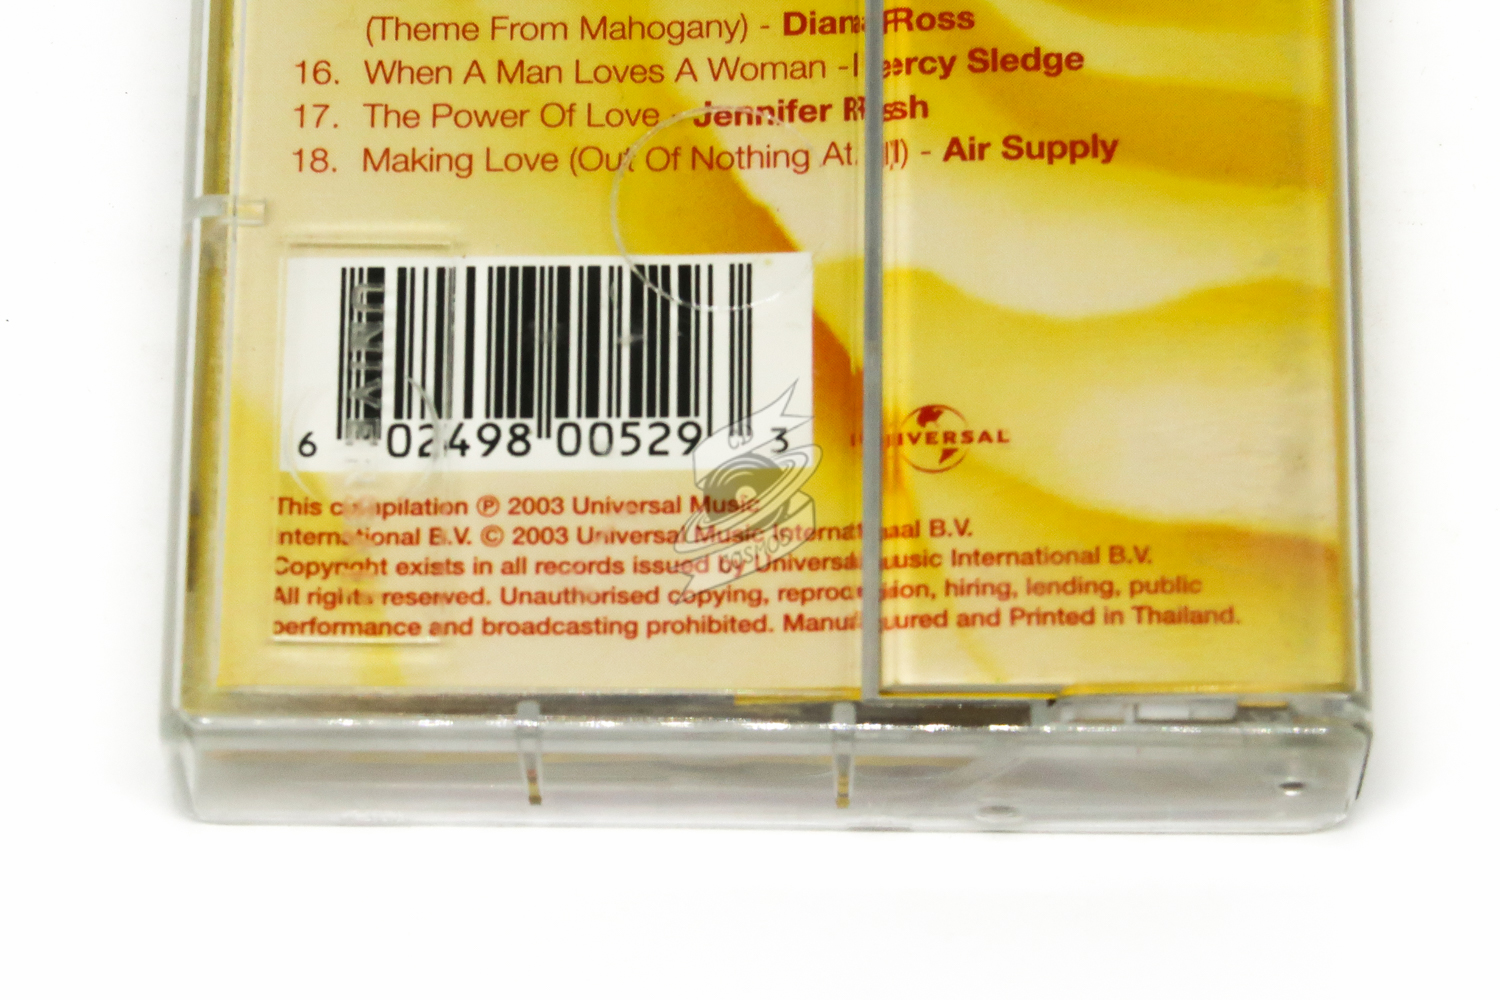 (Theme From Mahogany) - Diana Ross
16. When A Man Loves A Woman - Percy Sledge
17. The Power Of Love - Jennifer Rush
18. Making Love (Out Of Nothing At All) - Air Supply
UNIVERSAL
6 02498 00529 3
UNIVERSAL
CD
COSMOS
This compilation ℗ 2003 Universal Music
International B.V. © 2003 Universal Music International B.V.
Copyright exists in all records issued by Universal Music International B.V.
All rights reserved. Unauthorised copying, reproduction, hiring, lending, public
performance and broadcasting prohibited. Manufactured and Printed in Thailand.